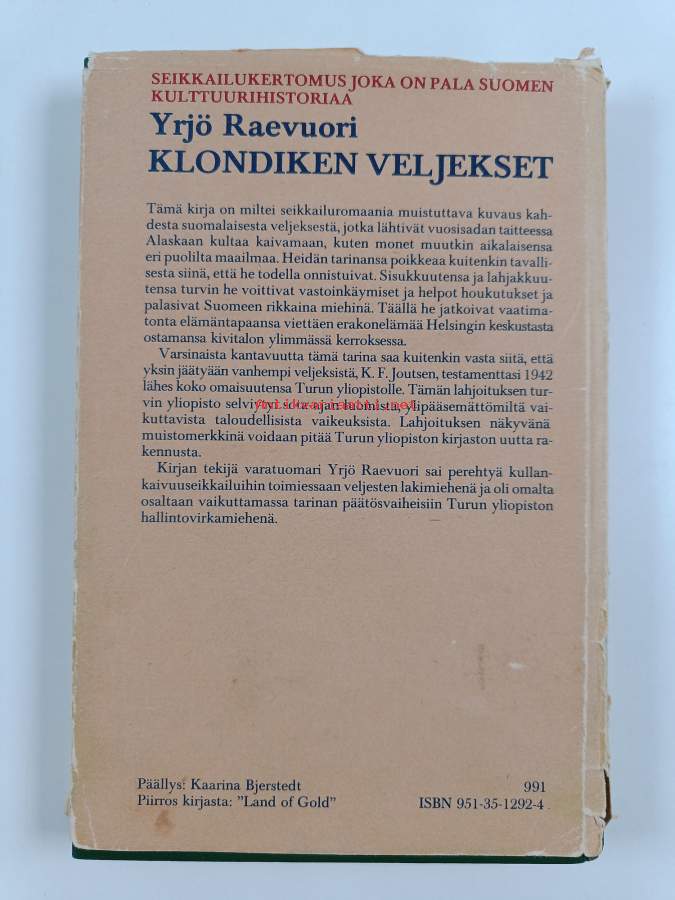 SEIKKAILUKERTOMUS JOKA ON PALA SUOMEN
KULTTUURIHISTORIAA
Yrjö Raevuori
KLONDIKEN VELJEKSET
Tämä kirja on miltei seikkailuromaania muistuttava kuvaus kah-
desta suomalaisesta veljeksestä, jotka lähtivät vuosisadan taitteessa
Alaskaan kultaa kaivamaan, kuten monet muutkin aikalaisensa
eri puolilta maailmaa. Heidän tarinansa poikkeaa kuitenkin tavalli-
sesta siinä, että he todella onnistuivat. Sisukkuutensa ja lahjakkuu-
tensa turvin he voittivat vastoinkäymiset ja helpot houkutukset ja
palasivat Suomeen rikkaina miehinä. Täällä he jatkoivat vaatima-
tonta elämäntapaansa viettäen erakonelämää Helsingin keskustasta
ostamansa kivitalon ylimmässä kerroksessa.
Varsinaista kantavuutta tämä tarina saa kuitenkin vasta siitä, että
yksin jäätyään vanhempi veljeksistä, K. F. Joutsen, testamenttasi 1942
lähes koko omaisuutensa Turun yliopistolle. Tämän lahjoituksen tur-
vin yliopisto selviytyi sota-ajan luomista, ylipääsemättömiltä vai-
kuttavista taloudellisista vaikeuksista. Lahjoituksen näkyvänä
muistomerkkinä voidaan pitää Turun yliopiston kirjaston uutta ra-
kennusta.
Kirjan tekijä varatuomari Yrjö Raevuori sai perehtyä kullan-
kaivuuseikkailuihin toimiessaan veljesten lakimiehenä ja oli omalta
osaltaan vaikuttamassa tarinan päätösvaiheisiin Turun yliopiston
hallintovirkamiehenä.
Päällys: Kaarina Bjerstedt 991
Piirros kirjasta: "Land of Gold" ISBN 951-35-1292-4